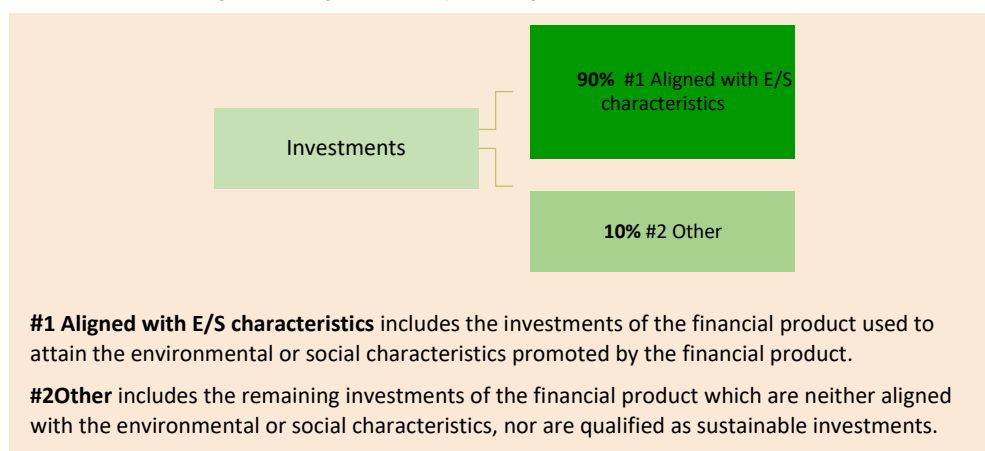 90% #1 Aligned with E/S
characteristics
Investments
10% #2 Other
#1 Aligned with E/S characteristics includes the investments of the financial product used to
attain the environmental or social characteristics promoted by the financial product.
#2Other includes the remaining investments of the financial product which are neither aligned
with the environmental or social characteristics, nor are qualified as sustainable investments.